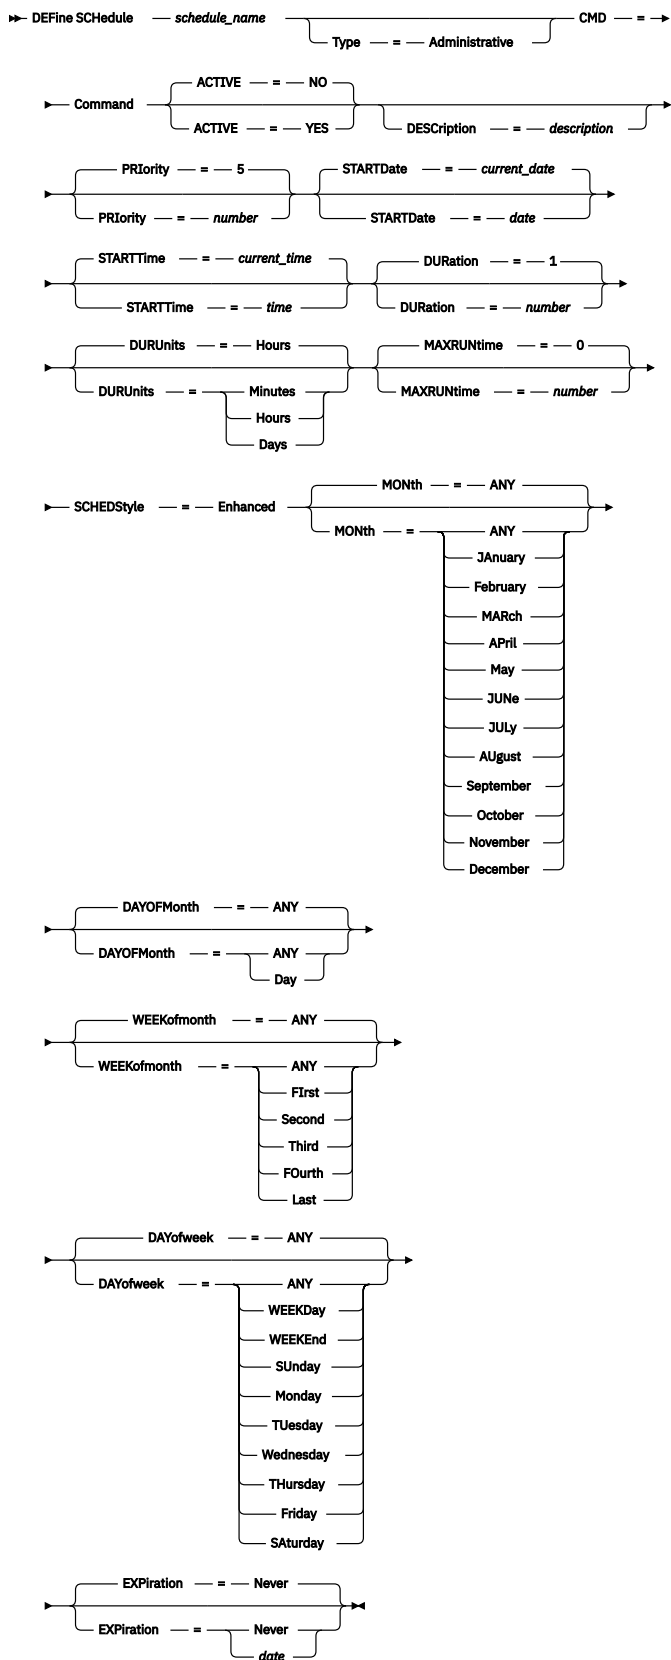 DEFine SCHedule schedule_name CMD =
Type = Administrative
ACTIVE = NO
Command
ACTIVE = YES DESCription = description
PRIority = 5 STARTDate = current_date
PRIority = number STARTDate = date
STARTTime = current_time DURation = 1
STARTTime = time DURation = number
DURUnits = Hours MAXRUNtime = 0
DURUnits = Minutes MAXRUNtime = number
Hours
Days
MONth = ANY
SCHEDStyle = Enhanced
MONth = ANY
JAnuary
February
MARch
APril
May
JUNe
JULy
AUgust
September
October
November
December
DAYOFMonth = ANY
DAYOFMonth = ANY
Day
WEEKofmonth = ANY
WEEKofmonth = ANY
FIrst
Second
Third
FOurth
Last
DAYofweek = ANY
DAYofweek = ANY
WEEKDay
WEEKEnd
SUnday
Monday
TUesday
Wednesday
THursday
Friday
SAturday
EXPiration = Never
EXPiration = Never
date